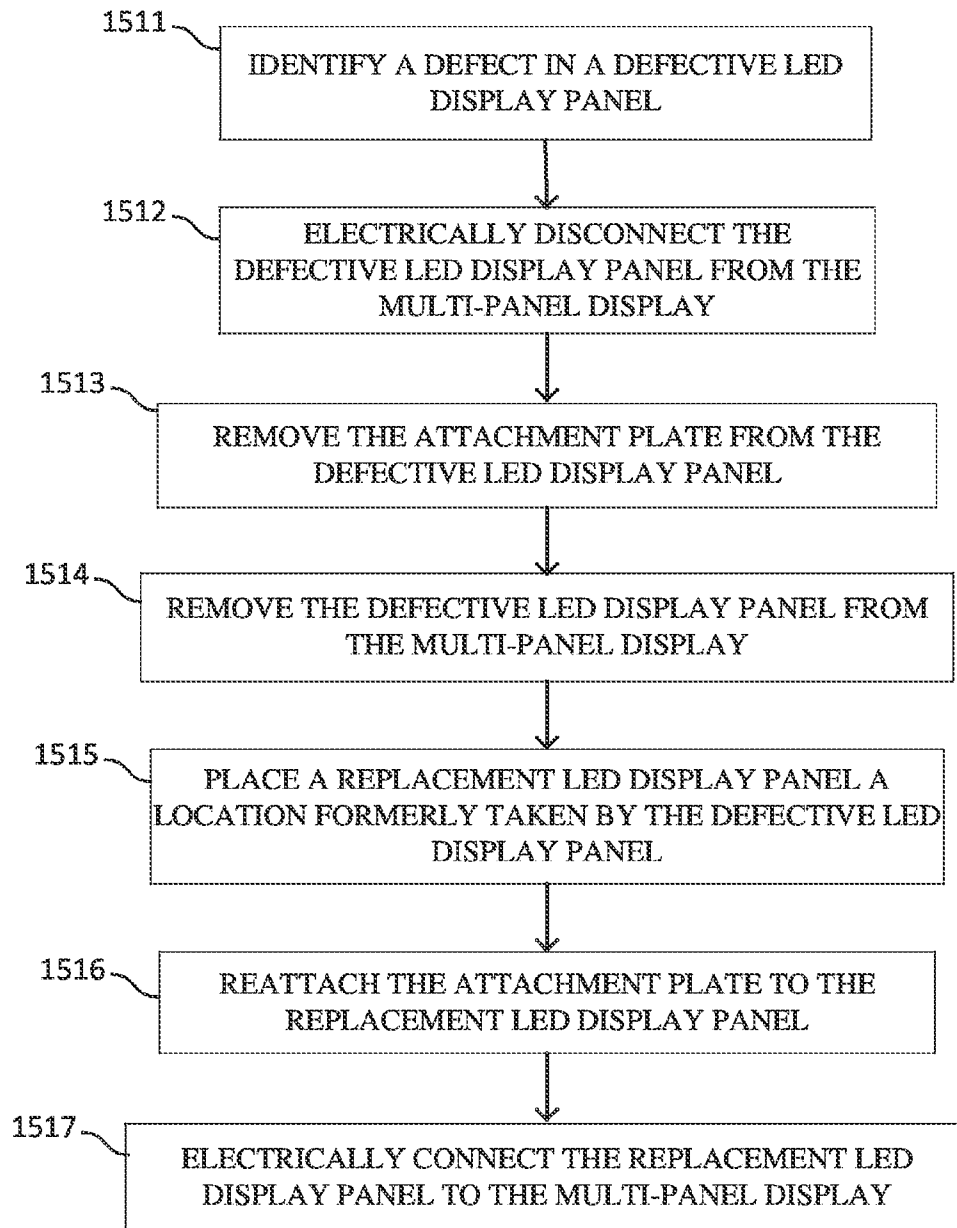 1511
IDENTIFY A DEFECT IN A DEFECTIVE LED
DISPLAY PANEL
1512
ELECTRICALLY DISCONNECT THE
DEFECTIVE LED DISPLAY PANEL FROM THE
MULTI-PANEL DISPLAY
1513
REMOVE THE ATTACHMENT PLATE FROM THE
DEFECTIVE LED DISPLAY PANEL
1514
REMOVE THE DEFECTIVE LED DISPLAY PANEL FROM
THE MULTI-PANEL DISPLAY
1515
PLACE A REPLACEMENT LED DISPLAY PANEL A
LOCATION FORMERLY TAKEN BY THE DEFECTIVE LED
DISPLAY PANEL
1516
REATTACH THE ATTACHMENT PLATE TO THE
REPLACEMENT LED DISPLAY PANEL
1517
ELECTRICALLY CONNECT THE REPLACEMENT LED
DISPLAY PANEL TO THE MULTI-PANEL DISPLAY